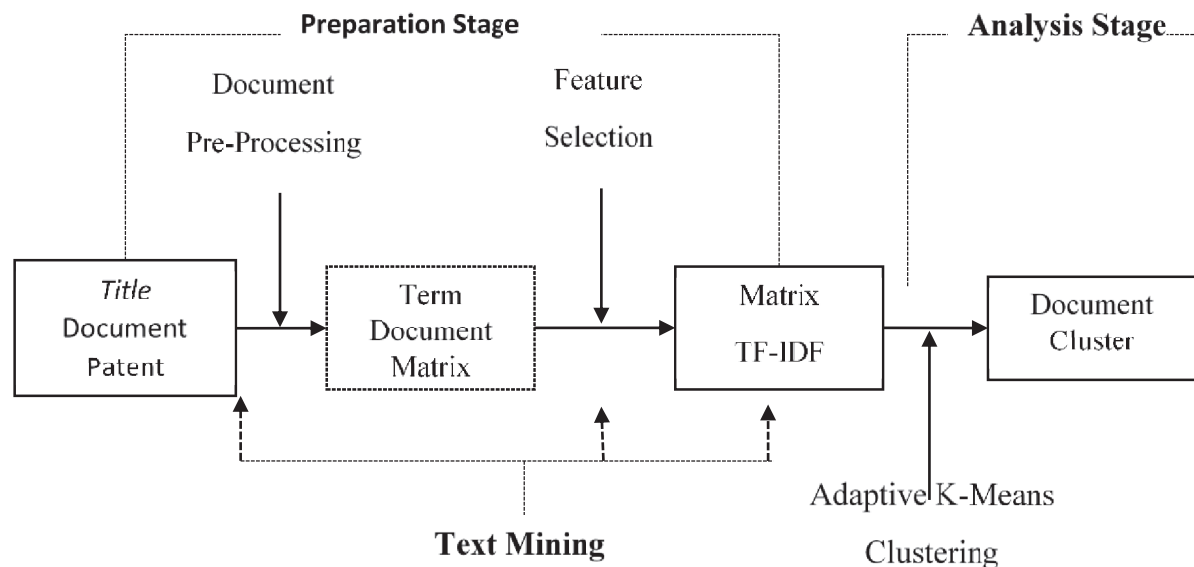 Preparation Stage
Analysis Stage
Document
Pre-Processing
Feature
Selection
Title
Document
Patent
Term
Document
Matrix
Matrix
TF-IDF
Document
Cluster
Adaptive K-Means
Clustering
Text Mining